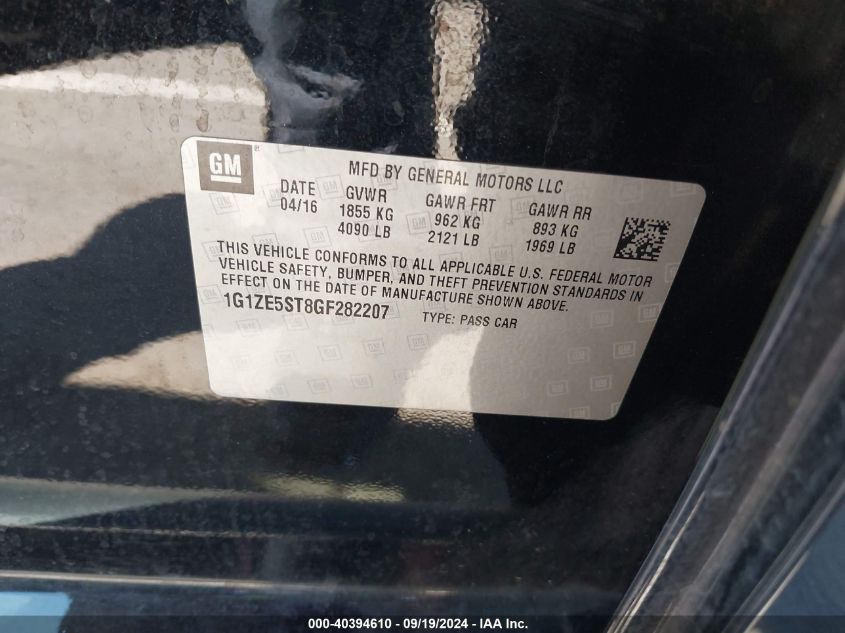 GM
MFD BY GENERAL MOTORS LLC
DATE GVWR GAWR FRT GAWR RR
04/16 1855 KG 962 KG 893 KG
4090 LB 2121 LB 1969 LB
THIS VEHICLE CONFORMS TO ALL APPLICABLE U.S. FEDERAL MOTOR
VEHICLE SAFETY, BUMPER, AND THEFT PREVENTION STANDARDS IN
EFFECT ON THE DATE OF MANUFACTURE SHOWN ABOVE.
1G1ZE5ST8GF282207 TYPE: PASS CAR
000-40394610 - 09/19/2024 - IAA Inc.